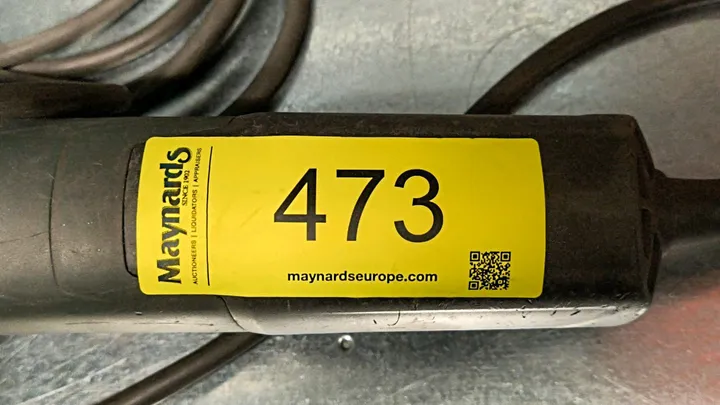 Maynards
SINCE 1902
AUCTIONEERS | LIQUIDATORS | APPRAISERS
473
maynardseurope.com